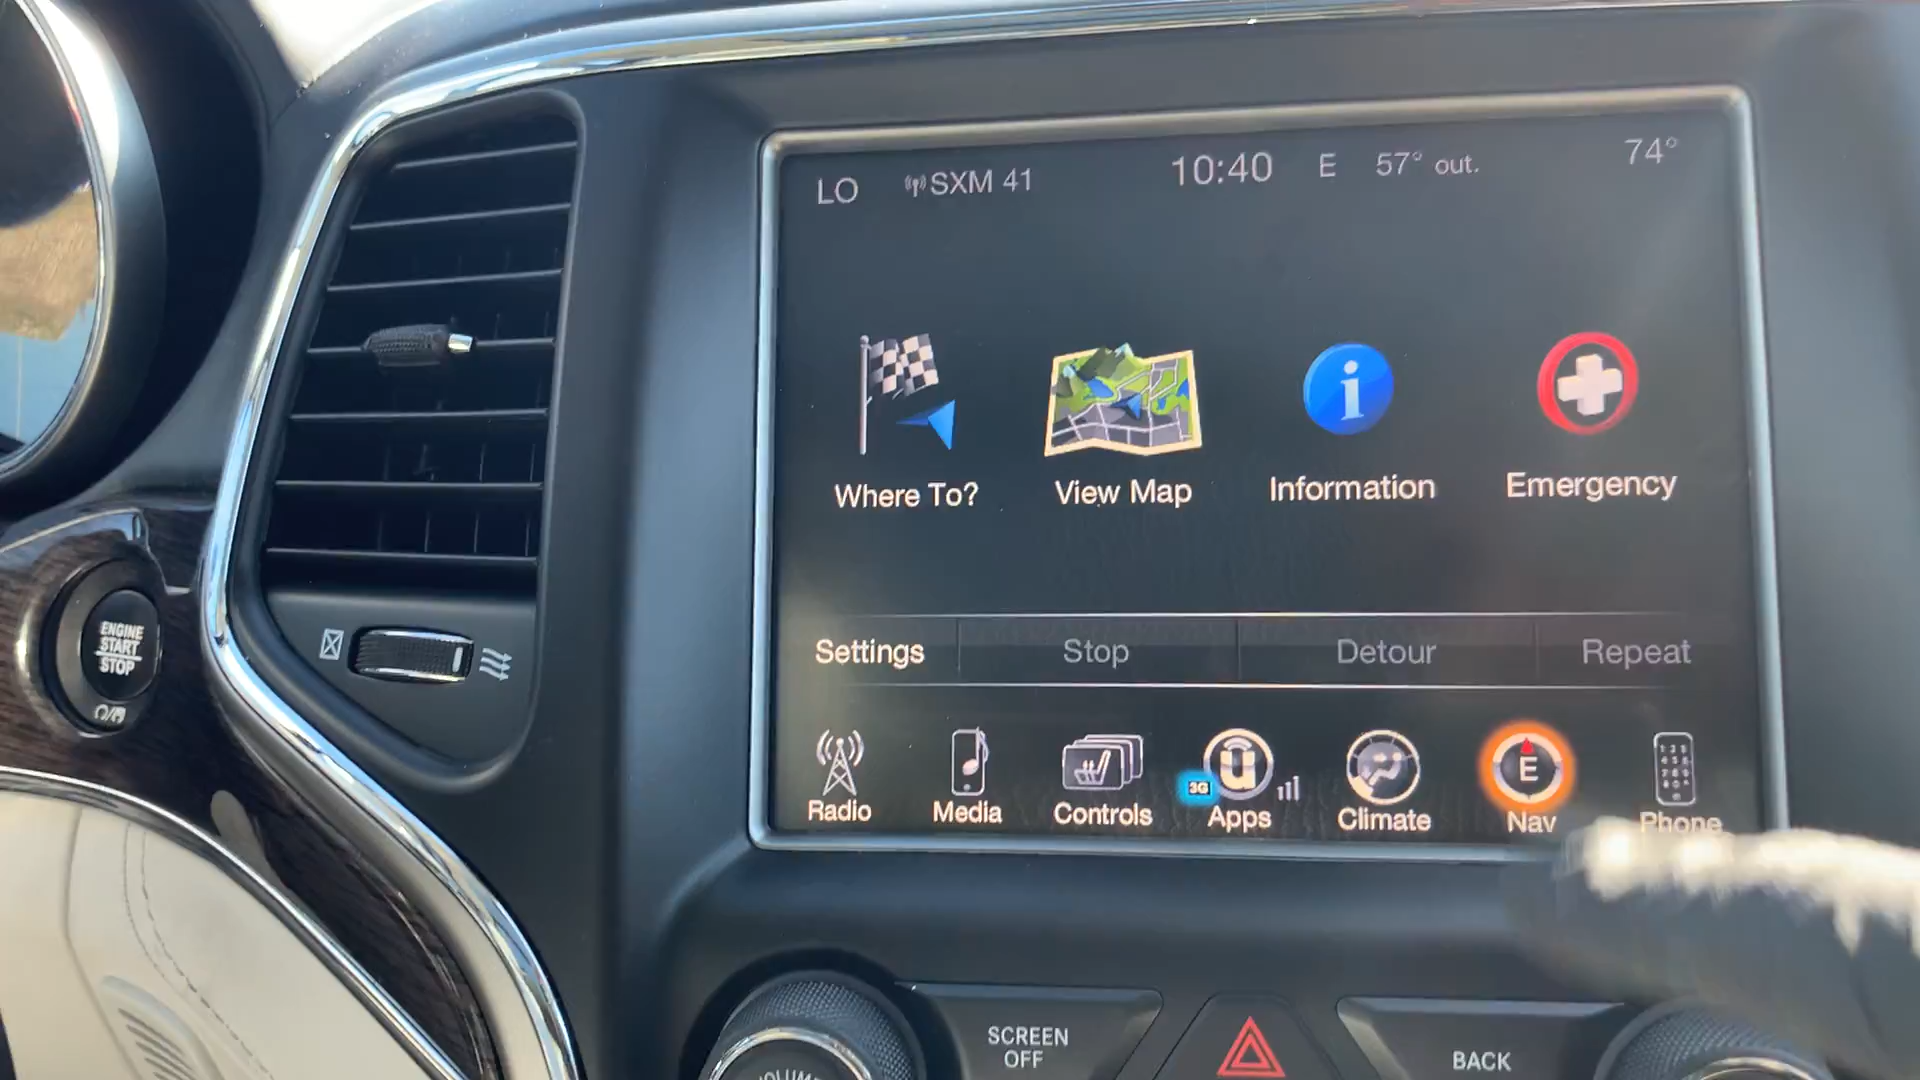 LO SXM 41 10:40 E 57° out. 74°
Where To? View Map Information Emergency
Settings Stop Detour Repeat
3G E
Radio Media Controls Apps Climate Nav Phone
ENGINE
START
STOP
SCREEN
OFF
BACK